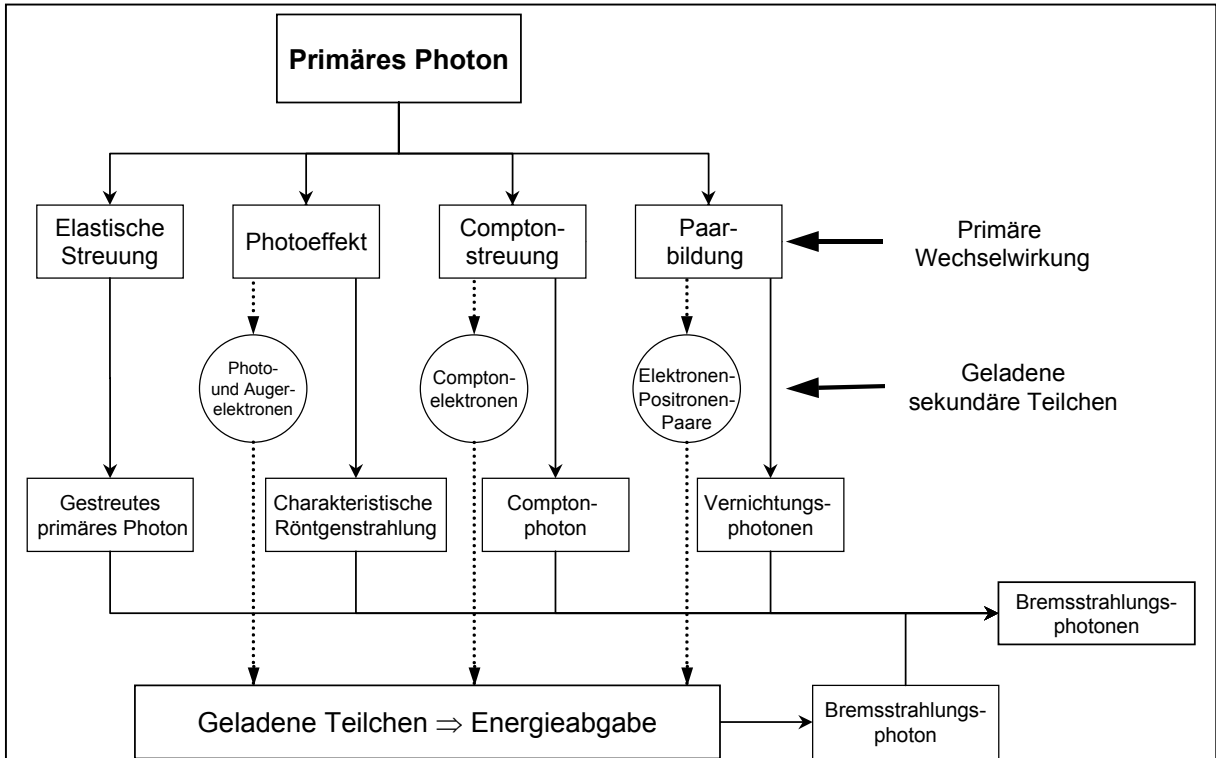 Primäres Photon
Elastische
Streuung
Photoeffekt
Compton-
streuung
Paar-
bildung
Primäre
Wechselwirkung
Photo-
und Auger-
elektronen
Compton-
elektronen
Elektronen-
Positronen-
Paare
Geladene
sekundäre Teilchen
Gestreutes
primäres Photon
Charakteristische
Röntgenstrahlung
Compton-
photon
Vernichtungs-
photonen
Bremsstrahlungs-
photonen
Geladene Teilchen ⇒ Energieabgabe
Bremsstrahlungs-
photon